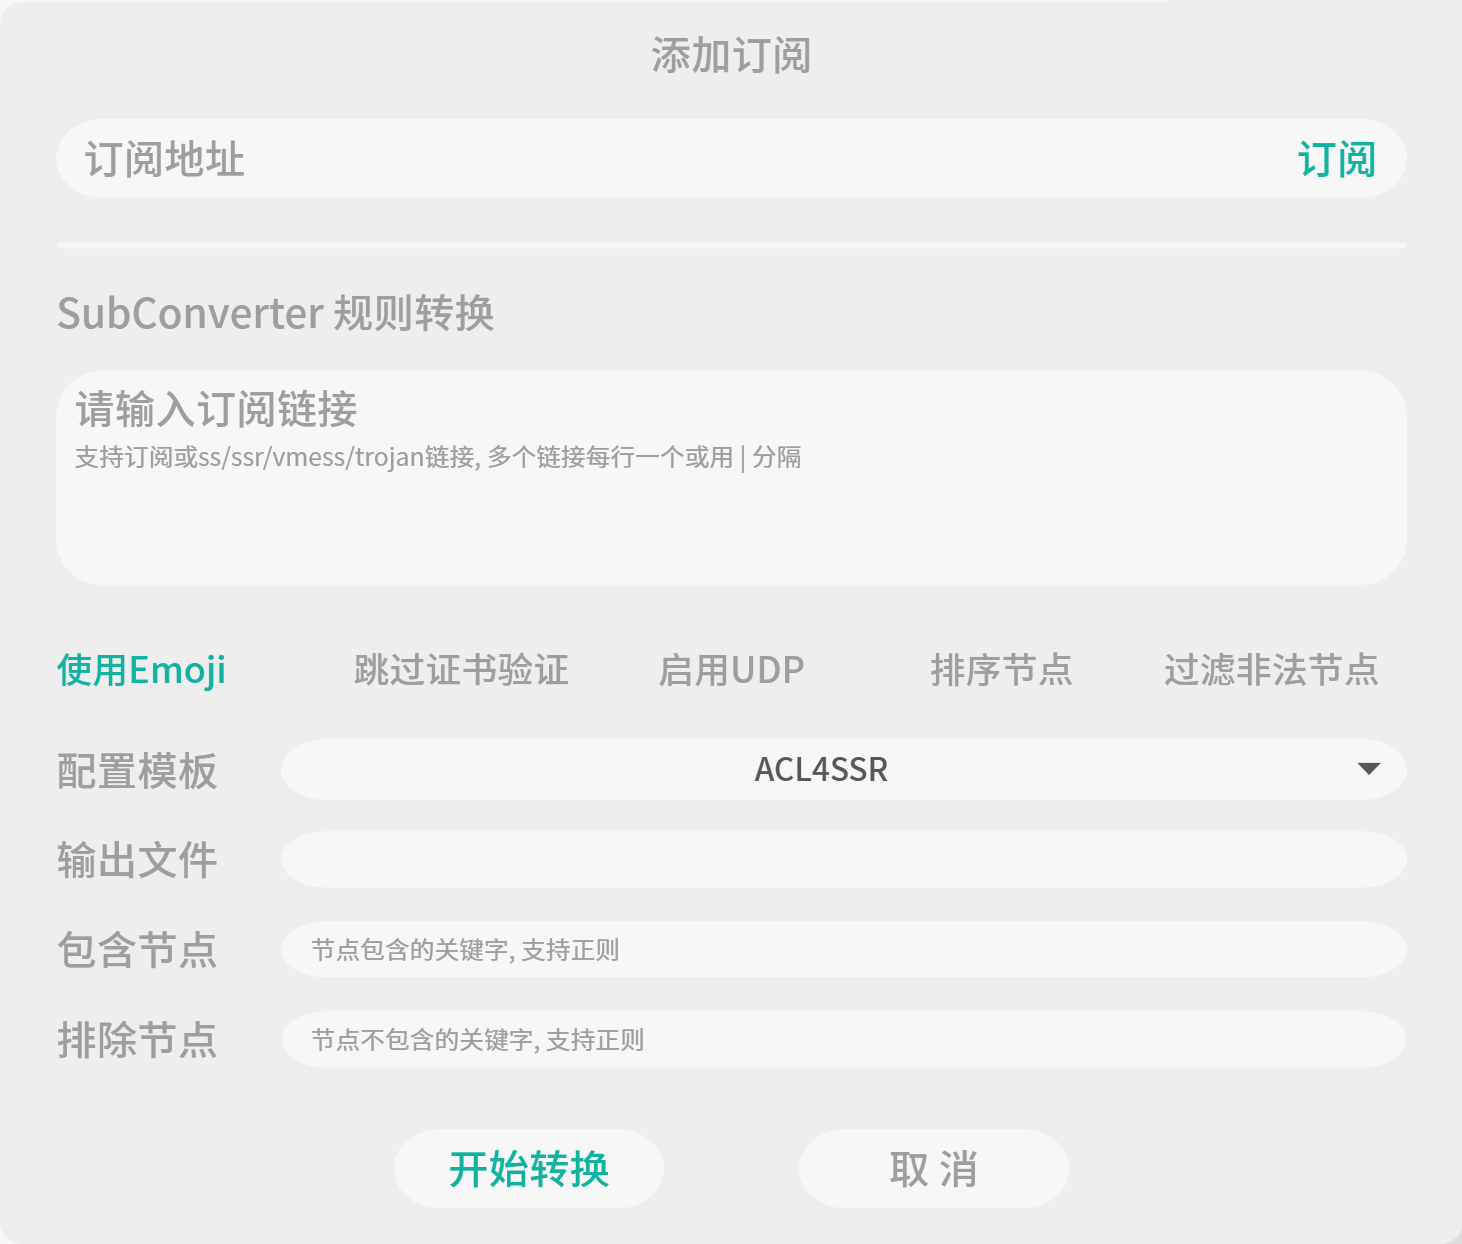 添加订阅
订阅地址 订阅
SubConverter 规则转换
请输入订阅链接
支持订阅或ss/ssr/vmess/trojan链接, 多个链接每行一个或用 | 分隔
使用Emoji 跳过证书验证 启用UDP 排序节点 过滤非法节点
配置模板 ACL4SSR
输出文件
包含节点 节点包含的关键字, 支持正则
排除节点 节点不包含的关键字, 支持正则
开始转换 取 消